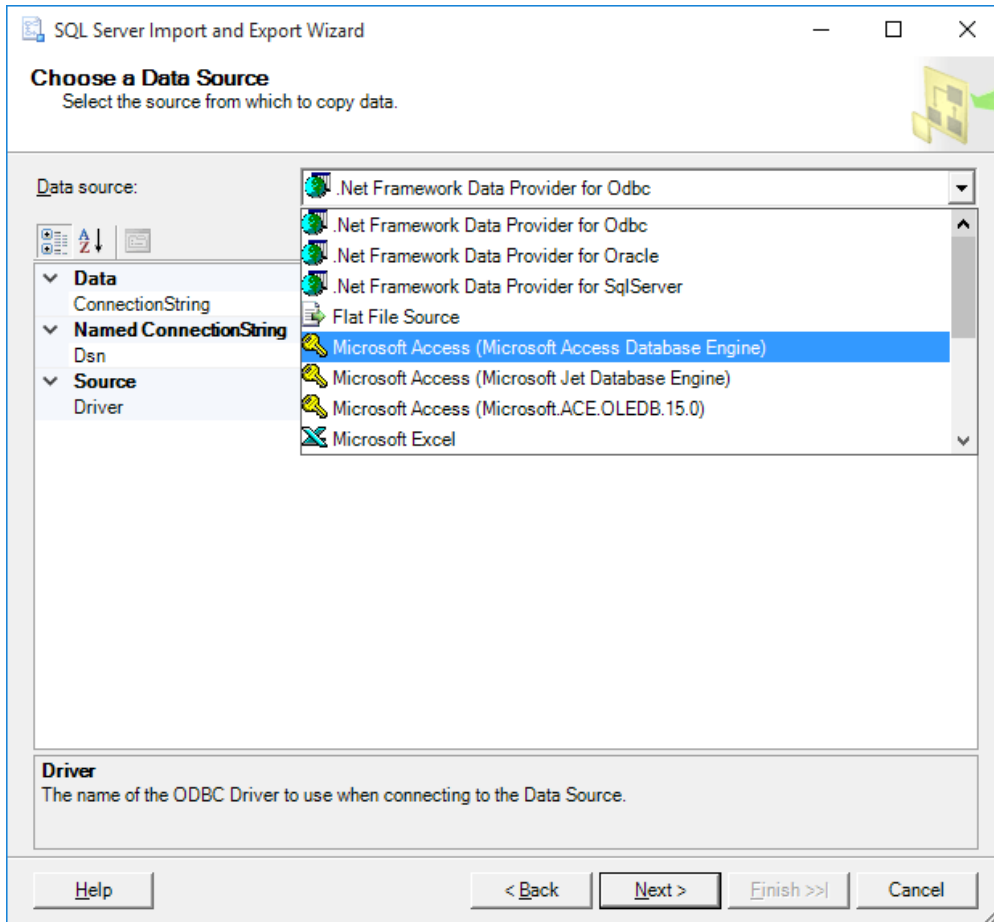 SQL Server Import and Export Wizard
Choose a Data Source
Select the source from which to copy data.
Data source:
.Net Framework Data Provider for Odbc
.Net Framework Data Provider for Odbc
.Net Framework Data Provider for Oracle
.Net Framework Data Provider for SqlServer
Flat File Source
Microsoft Access (Microsoft Access Database Engine)
Microsoft Access (Microsoft Jet Database Engine)
Microsoft Access (Microsoft.ACE.OLEDB.15.0)
Microsoft Excel
A Z
Data
ConnectionString
Named ConnectionString
Dsn
Source
Driver
Driver
The name of the ODBC Driver to use when connecting to the Data Source.
Help
< Back
Next >
Finish >>|
Cancel